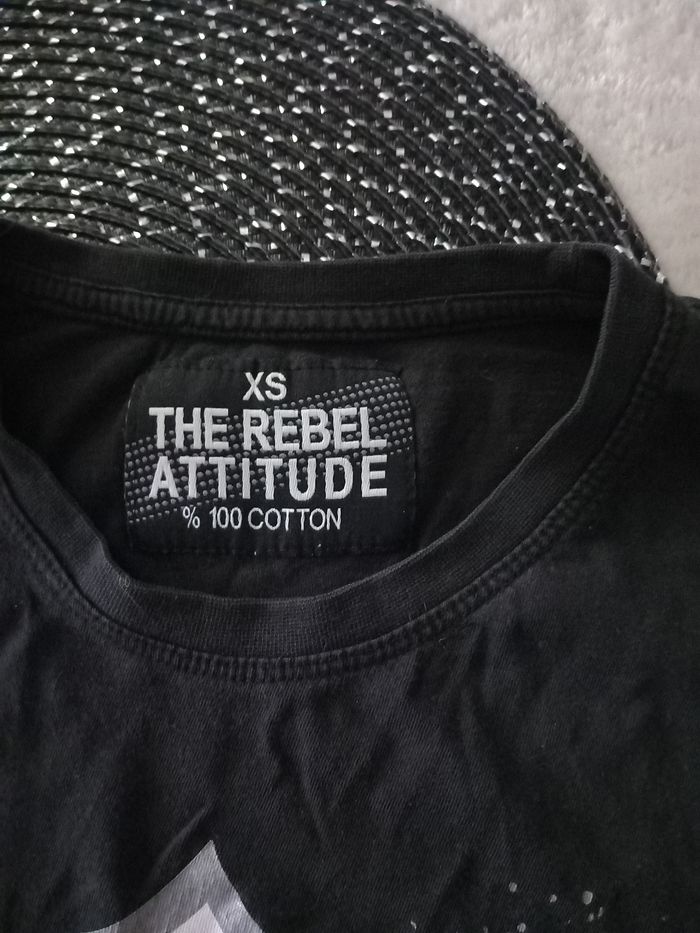 XS
THE REBEL
ATTITUDE
% 100 COTTON